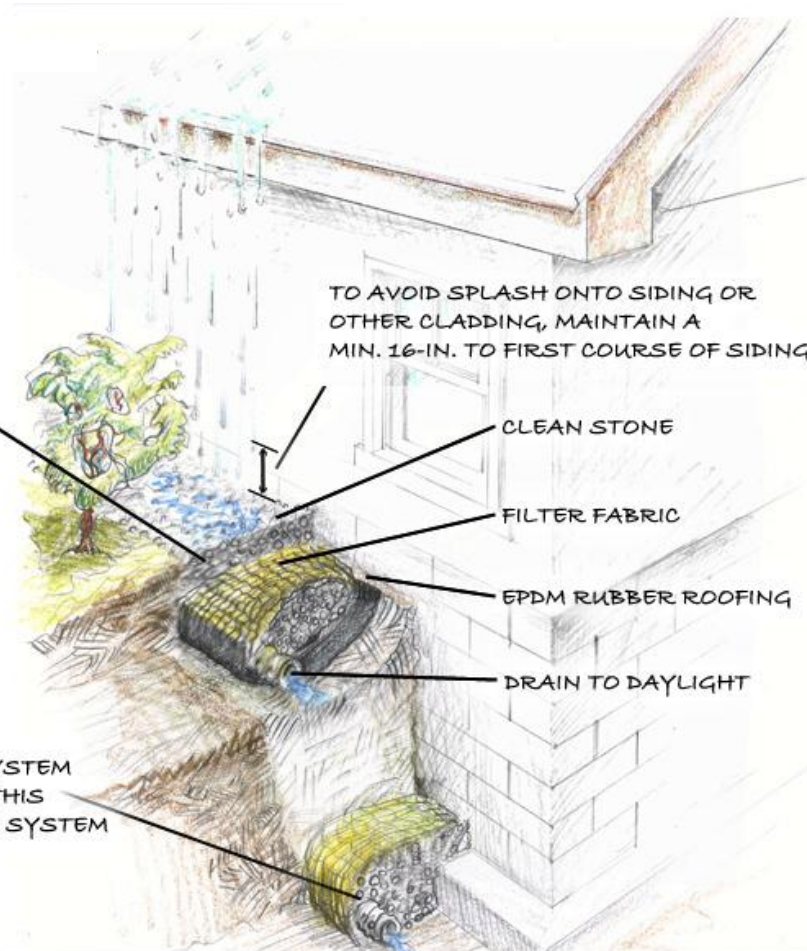 TO AVOID SPLASH ONTO SIDING OR
OTHER CLADDING, MAINTAIN A
MIN. 16-IN. TO FIRST COURSE OF SIDING
CLEAN STONE
FILTER FABRIC
EPDM RUBBER ROOFING
DRAIN TO DAYLIGHT
YSTEM
THIS
SYSTEM